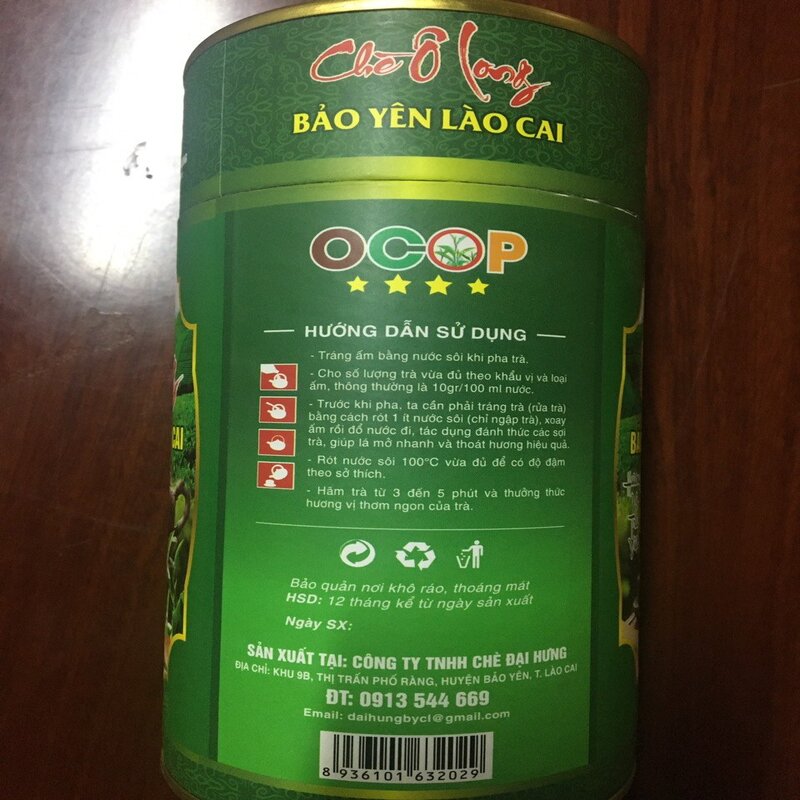 Chè Ô Long
BẢO YÊN LÀO CAI
OCOP
HƯỚNG DẪN SỬ DỤNG
- Tráng ấm bằng nước sôi khi pha trà.
- Cho số lượng trà vừa đủ theo khẩu vị và loại
ấm, thông thường là 10gr/100 ml nước.
- Trước khi pha, ta cần phải tráng trà (rửa trà)
bằng cách rót 1 ít nước sôi (chỉ ngập trà), xoay
ấm rồi đổ nước đi, tác dụng đánh thức các sợi
trà, giúp lá mở nhanh và thoát hương hiệu quả.
- Rót nước sôi 100°C vừa đủ để có độ đậm
theo sở thích.
- Hãm trà từ 3 đến 5 phút và thưởng thức
hương vị thơm ngon của trà.
Bảo quản nơi khô ráo, thoáng mát
HSD: 12 tháng kể từ ngày sản xuất
Ngày SX:
SẢN XUẤT TẠI: CÔNG TY TNHH CHÈ ĐẠI HƯNG
ĐỊA CHỈ: KHU 9B, THỊ TRẤN PHỐ RÀNG, HUYỆN BẢO YÊN, T. LÀO CAI
ĐT: 0913 544 669
Email: daihungbycl@gmail.com
8 936101 632029
CAI